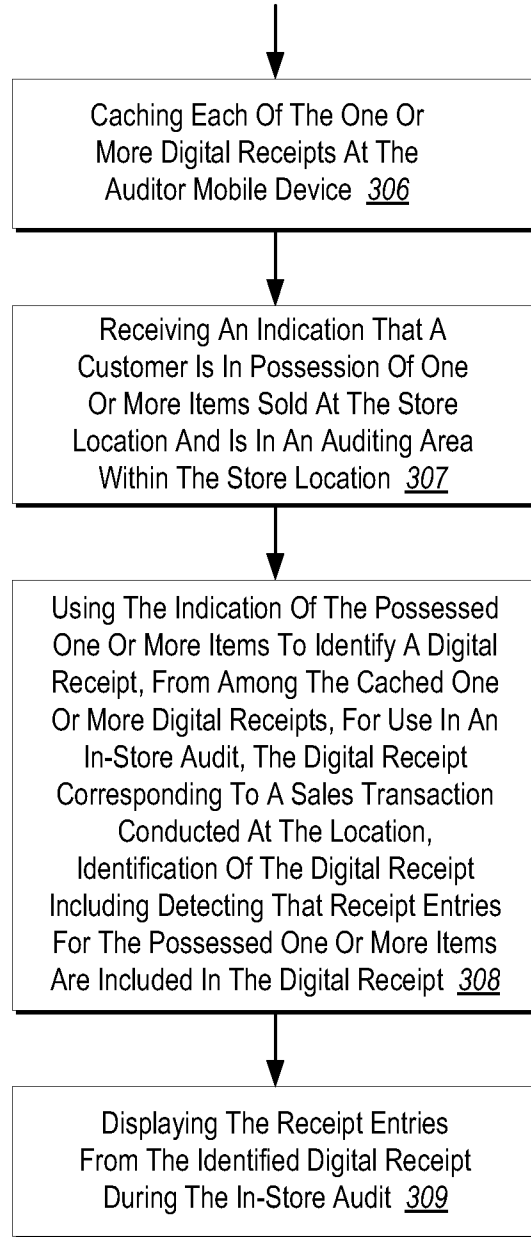 Caching Each Of The One Or
More Digital Receipts At The
Auditor Mobile Device 306
Receiving An Indication That A
Customer Is In Possession Of One
Or More Items Sold At The Store
Location And Is In An Auditing Area
Within The Store Location 307
Using The Indication Of The Possessed
One Or More Items To Identify A Digital
Receipt, From Among The Cached One
Or More Digital Receipts, For Use In An
In-Store Audit, The Digital Receipt
Corresponding To A Sales Transaction
Conducted At The Location,
Identification Of The Digital Receipt
Including Detecting That Receipt Entries
For The Possessed One Or More Items
Are Included In The Digital Receipt 308
Displaying The Receipt Entries
From The Identified Digital Receipt
During The In-Store Audit 309